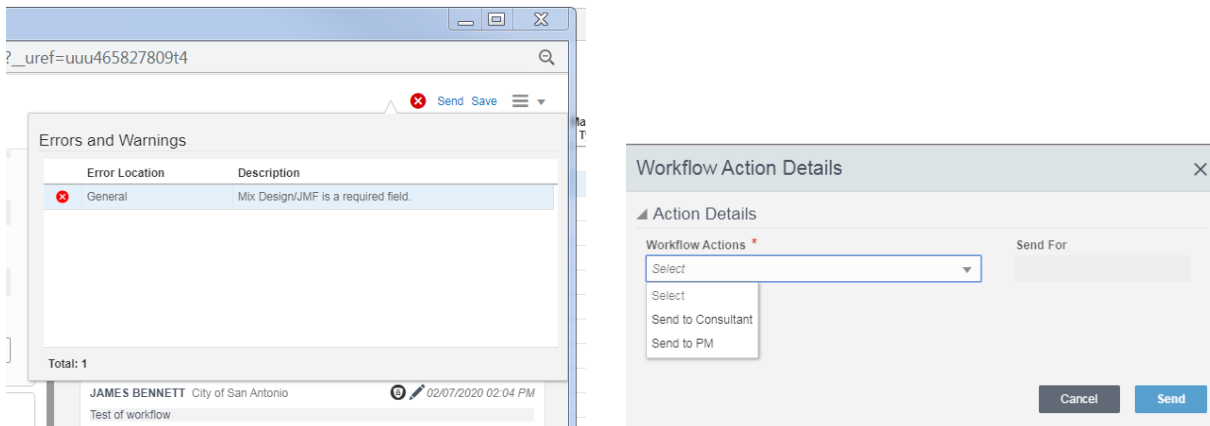 ?__uref=uuu465827809t4
Send Save
Errors and Warnings
Error Location Description
General Mix Design/JMF is a required field.
Total: 1
JAMES BENNETT City of San Antonio 02/07/2020 02:04 PM
Test of workflow
Workflow Action Details
Action Details
Workflow Actions * Send For
Select
Select
Send to Consultant
Send to PM
Cancel Send